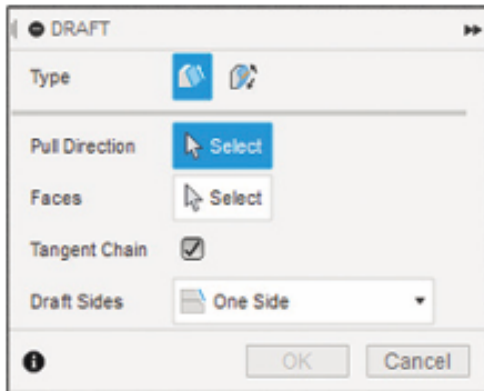 DRAFT
Type
Pull Direction Select
Faces Select
Tangent Chain
Draft Sides One Side
OK Cancel